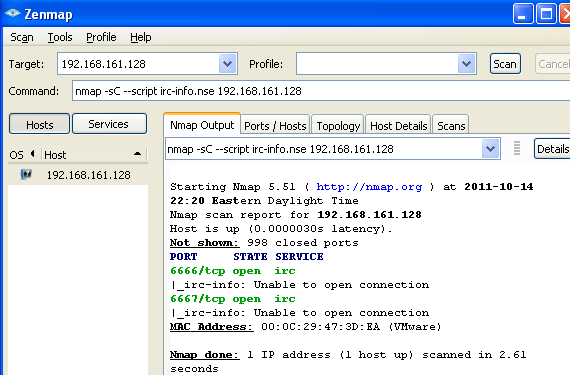 Zenmap
Scan Tools Profile Help
Target: 192.168.161.128 Profile: Scan Cancel
Command: nmap -sC --script irc-info.nse 192.168.161.128
Hosts Services Nmap Output Ports / Hosts Topology Host Details Scans
OS Host nmap -sC --script irc-info.nse 192.168.161.128 Details
192.168.161.128
Starting Nmap 5.51 ( http://nmap.org ) at 2011-10-14
22:20 Eastern Daylight Time
Nmap scan report for 192.168.161.128
Host is up (0.0000030s latency).
Not shown: 998 closed ports
PORT STATE SERVICE
6666/tcp open irc
|_irc-info: Unable to open connection
6667/tcp open irc
|_irc-info: Unable to open connection
MAC Address: 00:0C:29:47:3D:EA (VMware)
Nmap done: 1 IP address (1 host up) scanned in 2.61
seconds